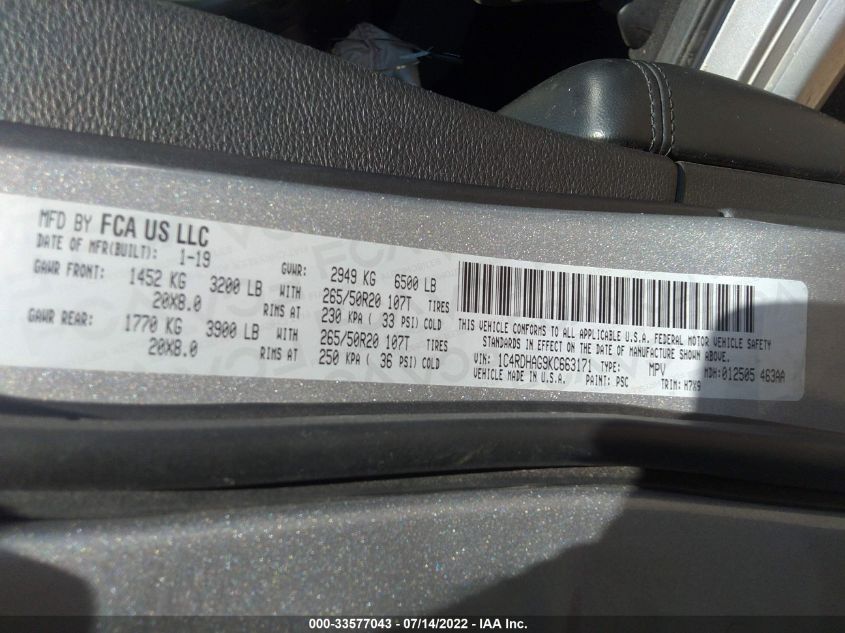 MFD BY FCA US LLC
DATE OF MFR(BUILT): 1-19 GVWR: 2949 KG 6500 LB
GAWR FRONT: 1452 KG 3200 LB WITH 265/50R20 107T TIRES
20X8.0 RIMS AT 230 KPA ( 33 PSI) COLD
GAWR REAR: 1770 KG 3900 LB WITH 265/50R20 107T TIRES
20X8.0 RIMS AT 250 KPA ( 36 PSI) COLD
THIS VEHICLE CONFORMS TO ALL APPLICABLE U.S.A. FEDERAL MOTOR VEHICLE SAFETY
STANDARDS IN EFFECT ON THE DATE OF MANUFACTURE SHOWN ABOVE.
VIN: 1C4RDHAG9KC663171 TYPE: MPV MDH:012505 463AA
VEHICLE MADE IN U.S.A. PAINT: PSC TRIM: H7X9
000-33577043 - 07/14/2022 - IAA Inc.